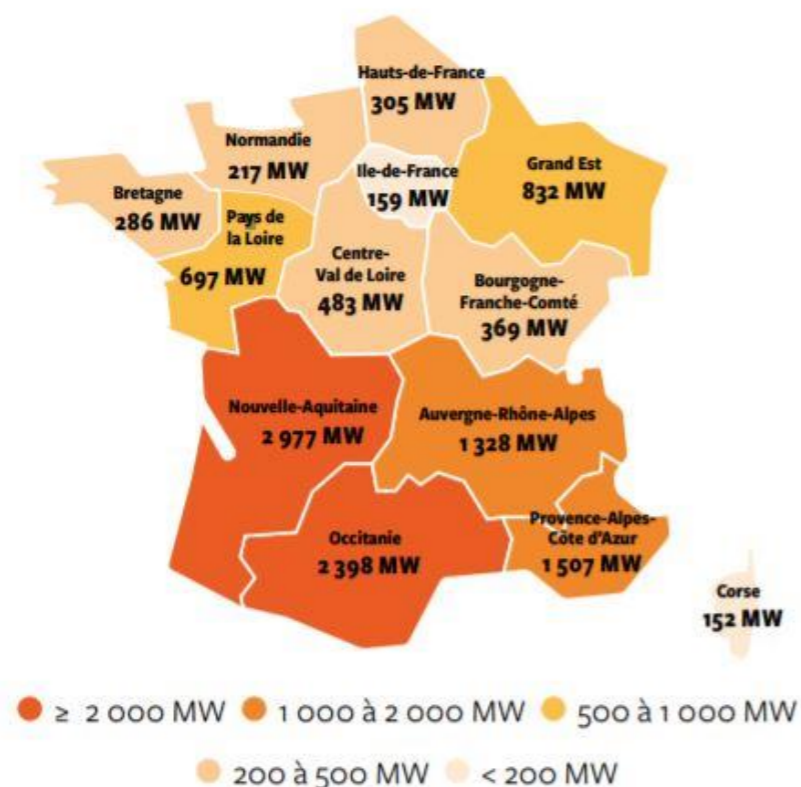 Hauts-de-France
305 MW
Normandie
217 MW
Ile-de-France
159 MW
Grand Est
832 MW
Bretagne
286 MW
Pays de
la Loire
697 MW
Centre-
Val de Loire
483 MW
Bourgogne-
Franche-Comté
369 MW
Nouvelle-Aquitaine
2 977 MW
Auvergne-Rhône-Alpes
1 328 MW
Occitanie
2 398 MW
Provence-Alpes-
Côte d'Azur
1 507 MW
Corse
152 MW
≥ 2 000 MW 1 000 à 2 000 MW 500 à 1 000 MW
200 à 500 MW < 200 MW